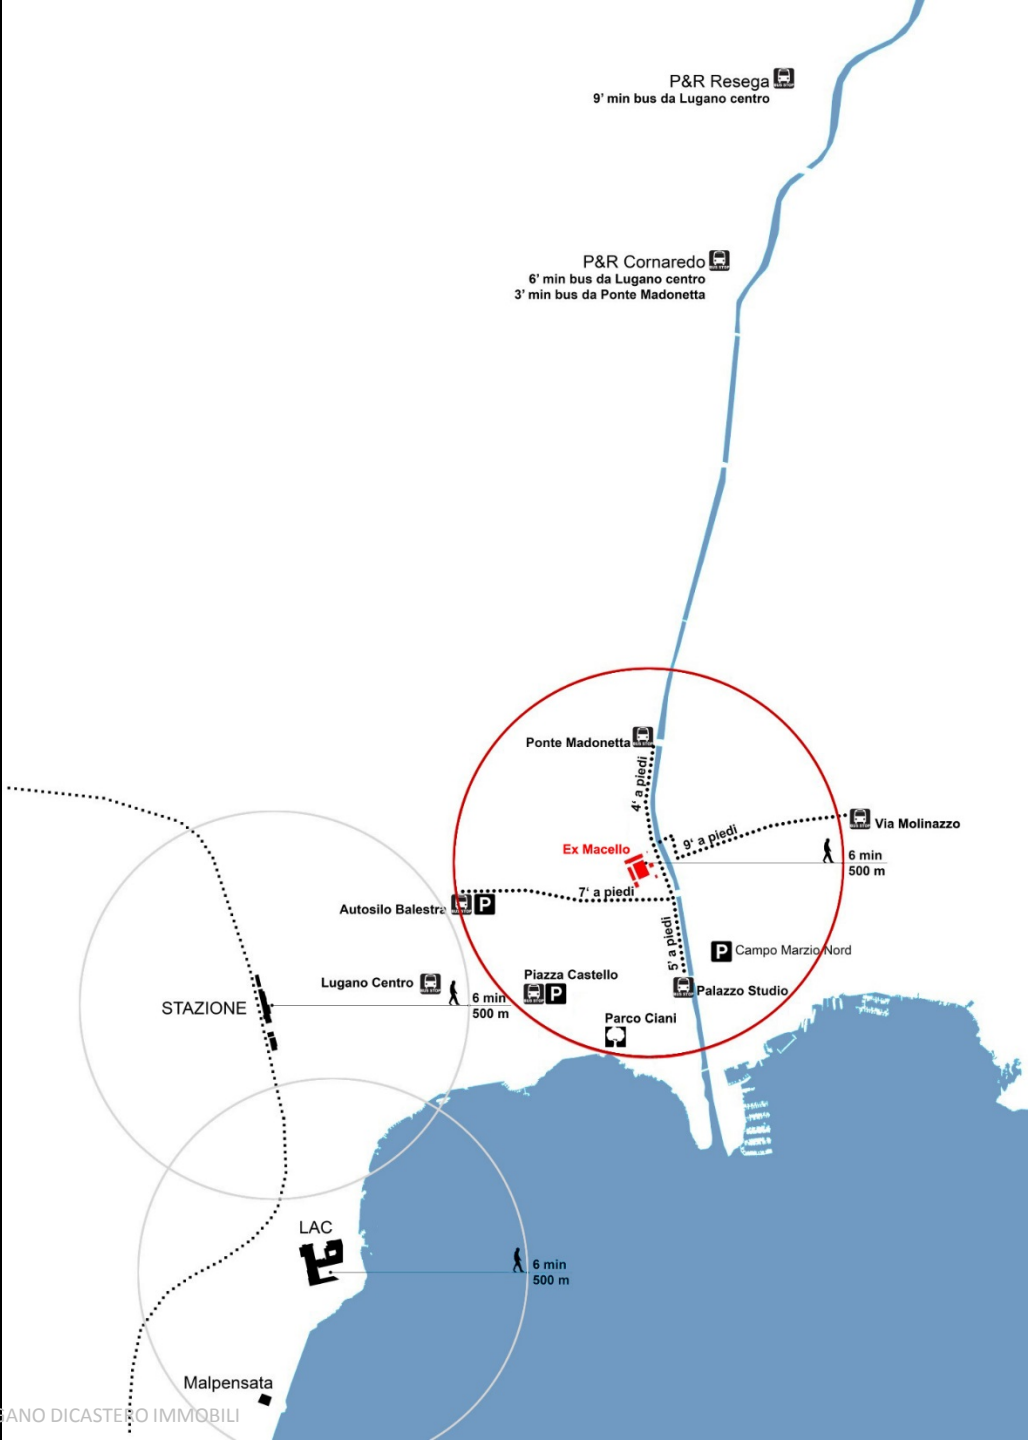 P&R Resega
9' min bus da Lugano centro
P&R Cornaredo
6' min bus da Lugano centro
3' min bus da Ponte Madonetta
Ponte Madonetta
4' a piedi
9' a piedi
Via Molinazzo
Ex Macello
6 min
500 m
7' a piedi
Autosilo Balestra
P
5' a piedi
P Campo Marzio Nord
Lugano Centro
6 min
500 m
Piazza Castello
P
Palazzo Studio
STAZIONE
Parco Ciani
LAC
6 min
500 m
Malpensata
GANO DICASTERO IMMOBILI